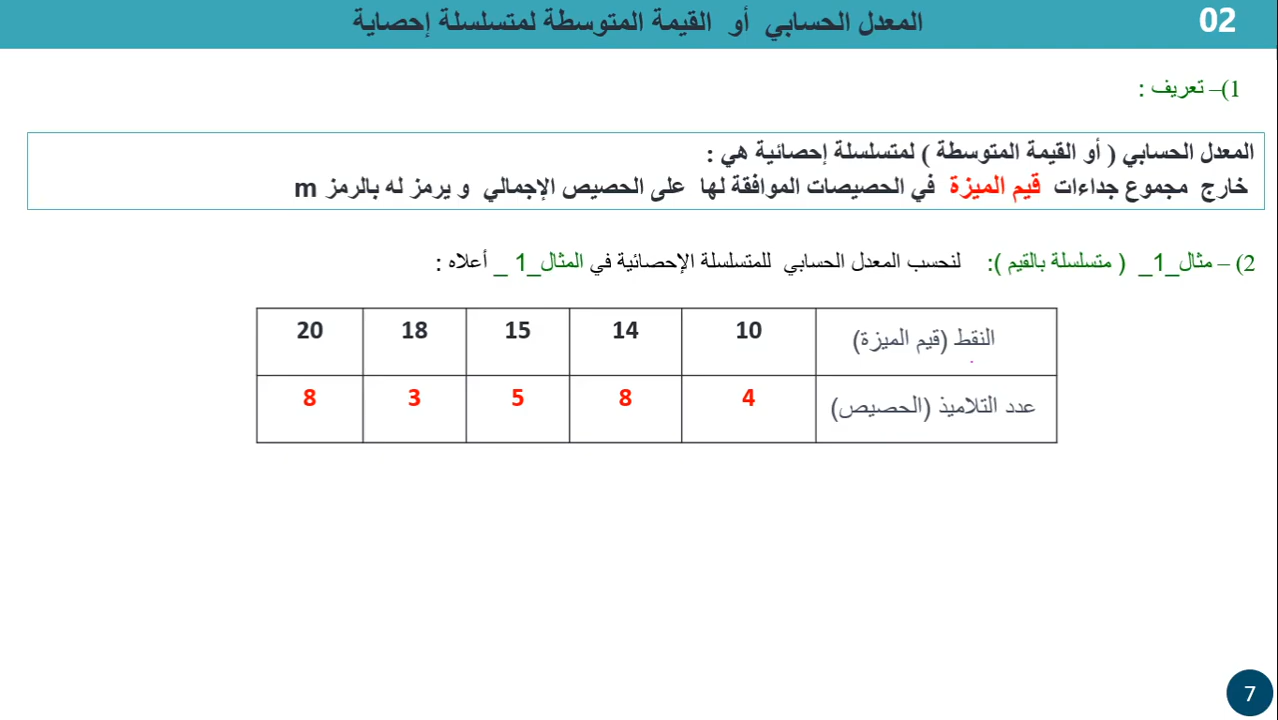 02
المعدل الحسابي أو القيمة المتوسطة لمتسلسلة إحصاية
1)– تعريف :
المعدل الحسابي ( أو القيمة المتوسطة ) لمتسلسلة إحصائية هي :
خارج مجموع جداءات قيم الميزة في الحصيصات الموافقة لها على الحصيص الإجمالي و يرمز له بالرمز m
2) – مثال_1_ ( متسلسلة بالقيم ): لنحسب المعدل الحسابي للمتسلسلة الإحصائية في المثال_1 _ أعلاه :
النقط (قيم الميزة) 10 14 15 18 20
عدد التلاميذ (الحصيص) 4 8 5 3 8
7